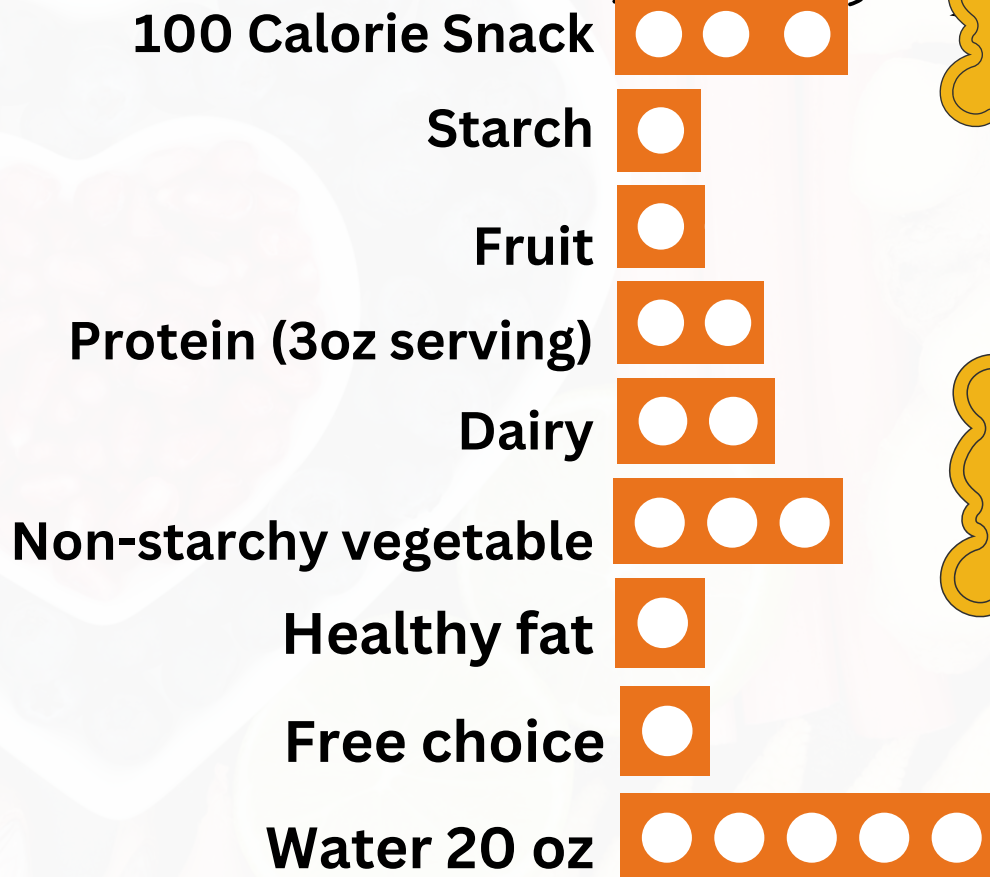 100 Calorie Snack
Starch
Fruit
Protein (3oz serving)
Dairy
Non-starchy vegetable
Healthy fat
Free choice
Water 20 oz